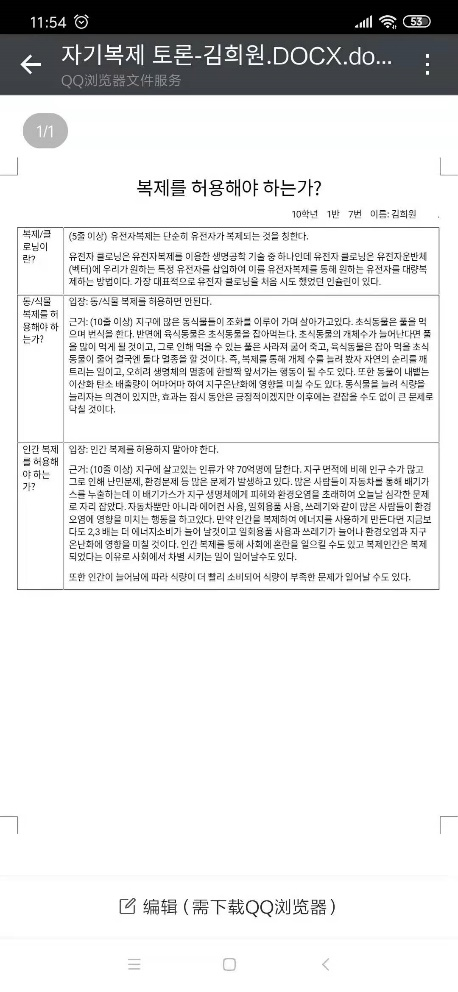 11:54
53
자기복제 토론-김희원.DOCX.do...
QQ浏览器文件服务
1/1
복제를 허용해야 하는가?
10학년 1반 7번 이름: 김희원 .
복제/클
로닝이
란?
(5줄 이상) 유전자복제는 단순히 유전자가 복제되는 것을 칭한다.
유전자 클로닝은 유전자복제를 이용한 생명공학 기술 중 하나인데 유전자 클로닝은 유전자운반체
(벡터)에 우리가 원하는 특정 유전자를 삽입하여 이를 유전자복제를 통해 원하는 유전자를 대량복
제하는 방법이다. 가장 대표적으로 유전자 클로닝을 처음 시도 했었던 인슐린이 있다.
동/식물
복제를 허
용해야 하
는가?
입장: 동/식물 복제를 허용하면 안된다.
근거: (10줄 이상) 지구에 많은 동식물들이 조화를 이루어 가며 살아가고있다. 초식동물은 풀을 먹
으며 번식을 한다. 반면에 육식동물은 초식동물을 잡아먹는다. 초식동물의 개체수가 늘어난다면 풀
을 많이 먹게 될 것이고, 그로 인해 먹을 수 있는 풀은 사라져 굶어 죽고, 육식동물은 잡아 먹을 초식
동물이 줄어 결국엔 둘다 멸종을 할 것이다. 즉, 복제를 통해 개체 수를 늘려 봤자 자연의 순리를 깨
트리는 일이고, 오히려 생명체의 멸종에 한발짝 앞서가는 행동이 될 수도 있다. 또한 동물이 내뱉는
이산화 탄소 배출량이 어마어마 하여 지구온난화에 영향을 미칠 수도 있다. 동식물을 늘려 식량을
늘리자는 의견이 있지만, 효과는 잠시 동안은 긍정적이겠지만 이후에는 걷잡을 수도 없이 큰 문제로
닥칠 것이다.
인간 복제
를 허용해
야 하는
가?
입장: 인간 복제를 허용하지 말아야 한다.
근거: (10줄 이상) 지구에 살고있는 인류가 약 70억명에 달한다. 지구 면적에 비해 인구 수가 많고
그로 인해 난민문제, 환경문제 등 많은 문제가 발생하고 있다. 많은 사람들이 자동차를 통해 배기가
스를 누출하는데 이 배기가스가 지구 생명체에게 피해와 환경오염을 초래하여 오늘날 심각한 문제
로 자리 잡았다. 자동차뿐만 아니라 에어컨 사용, 일회용품 사용, 쓰레기와 같이 많은 사람들이 환경
오염에 영향을 미치는 행동을 하고있다. 만약 인간을 복제하여 에너지를 사용하게 만든다면 지금보
다도 2,3 배는 더 에너지소비가 늘어 날것이고 일회용품 사용과 쓰레기가 늘어나 환경오염과 지구
온난화에 영향을 미칠 것이다. 인간 복제를 통해 사회에 혼란을 일으킬 수도 있고 복제인간은 복제
되었다는 이유로 사회에서 차별 시키는 일이 일어날수도 있다.
또한 인간이 늘어남에 따라 식량이 더 빨리 소비되어 식량이 부족한 문제가 일어날 수도 있다.
编辑 (需下载QQ浏览器)